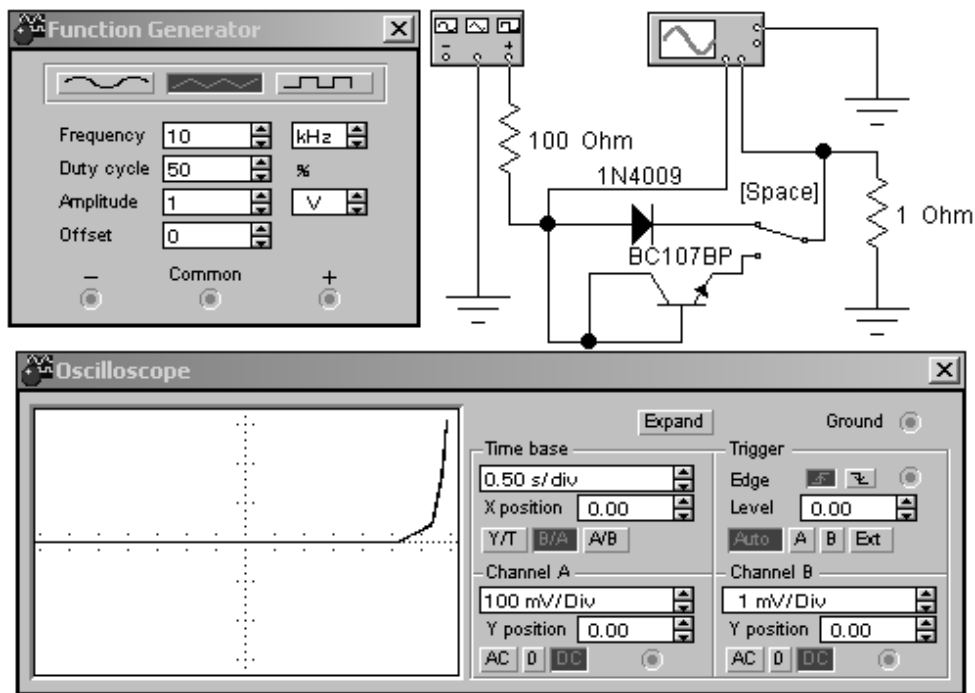 Function Generator
Frequency 10 kHz
Duty cycle 50 %
Amplitude 1 V
Offset 0
− Common +
− +
100 Ohm
1N4009
[Space]
1 Ohm
BC107BP
Oscilloscope
Expand
Ground
Time base
0.50 s/div
X position 0.00
Y/T B/A A/B
Trigger
Edge
Level 0.00
Auto A B Ext
Channel A
100 mV/Div
Y position 0.00
AC 0 DC
Channel B
1 mV/Div
Y position 0.00
AC 0 DC